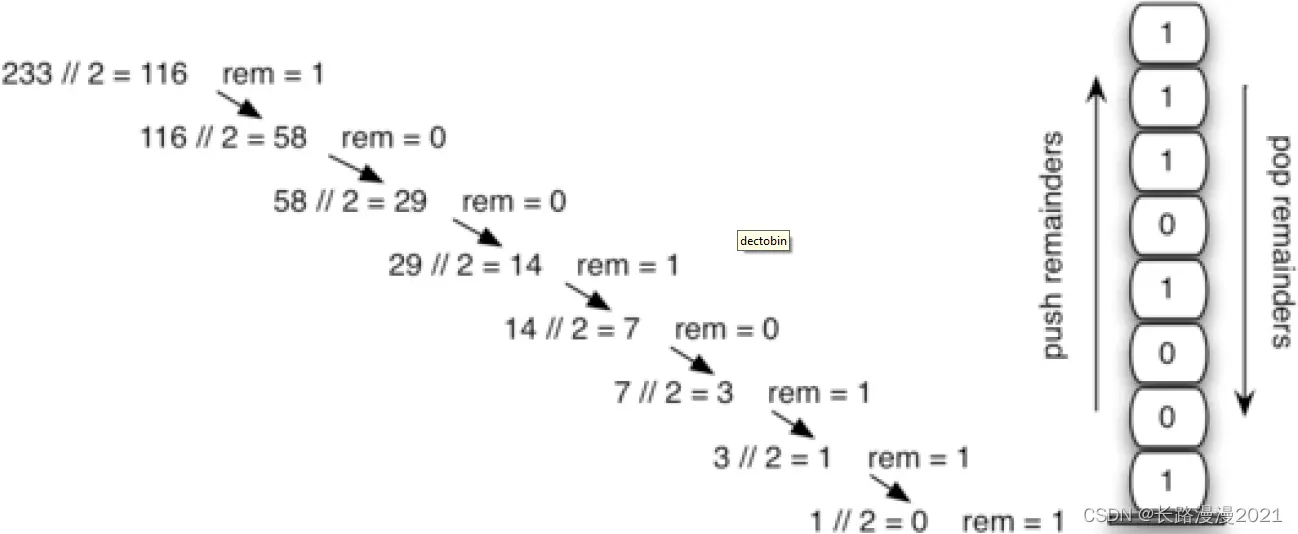 233 // 2 = 116 rem = 1
116 // 2 = 58 rem = 0
58 // 2 = 29 rem = 0
29 // 2 = 14 rem = 1
14 // 2 = 7 rem = 0
7 // 2 = 3 rem = 1
3 // 2 = 1 rem = 1
1 // 2 = 0 rem = 1
dectobin
push remainders
1
1
1
0
1
0
0
1
pop remainders
CSDN @长路漫漫2021